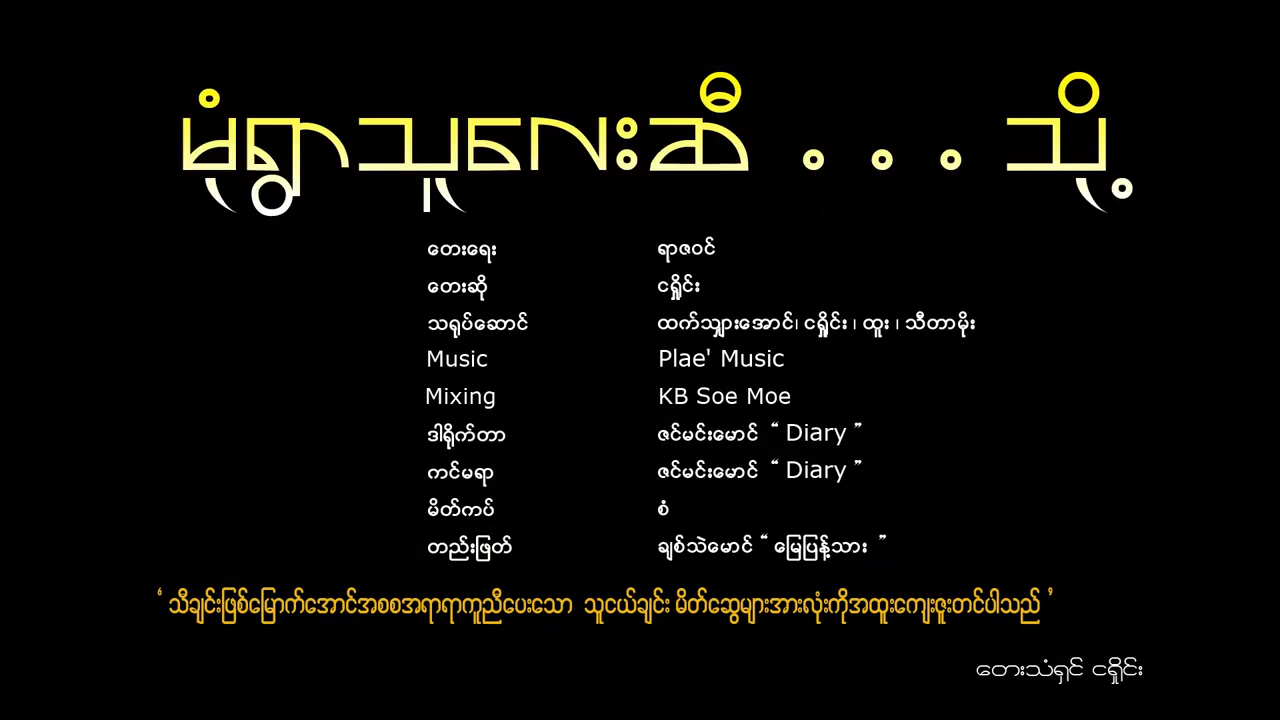 မုံရွာသူလေးဆီ . . . သို့
တေးရေး ရာဇဝင်
တေးဆို ငရှိုင်း
သရုပ်ဆောင် ထက်သျှားအောင်၊ ငရှိုင်း ၊ ထူး ၊ သီတာမိုး
Music Plae' Music
Mixing KB Soe Moe
ဒါရိုက်တာ ဇင်မင်းမောင် “ Diary ”
ကင်မရာ ဇင်မင်းမောင် “ Diary ”
မိတ်ကပ် စံ
တည်းဖြတ် ချစ်သဲမောင် “ မြေပြန့်သား ”
‘ သီချင်းဖြစ်မြောက်အောင်အစစအရာရာကူညီပေးသော သူငယ်ချင်း မိတ်ဆွေများအားလုံးကိုအထူးကျေးဇူးတင်ပါသည် ’
တေးသံရှင် ငရှိုင်း